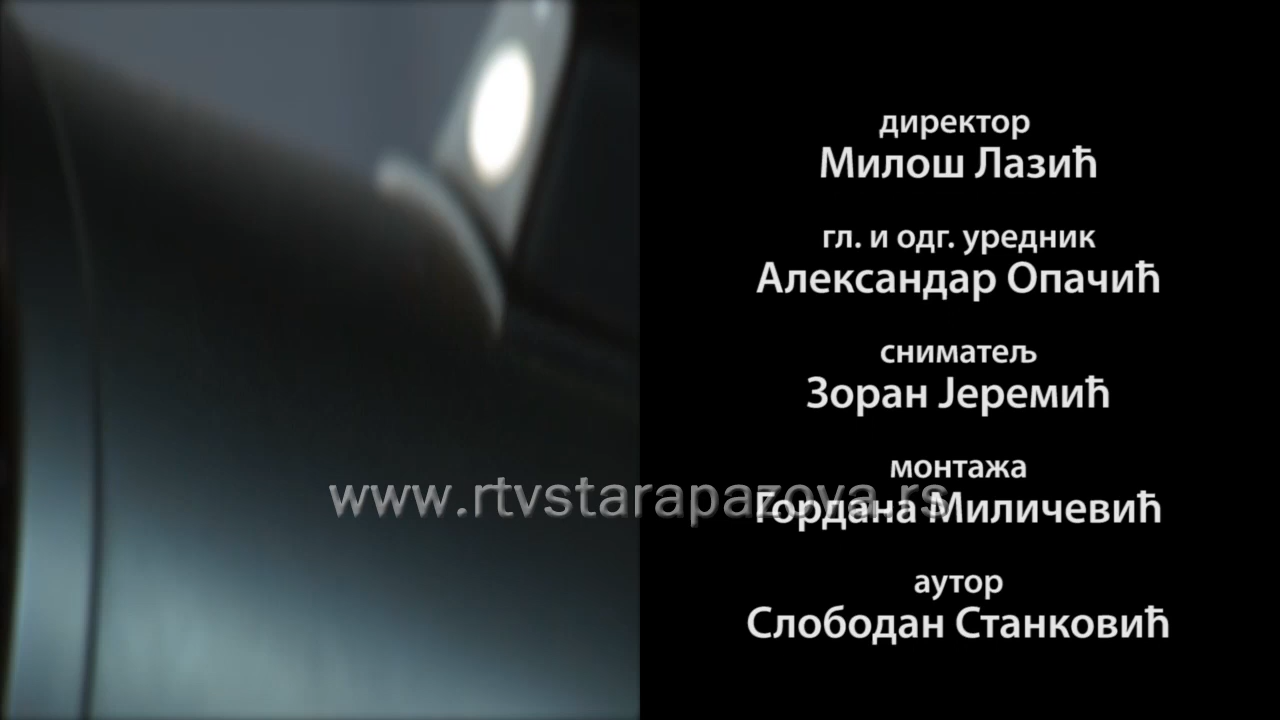 директор
Милош Лазић
гл. и одг. уредник
Александар Опачић
сниматељ
Зоран Јеремић
монтажа
www.rtvstarapazova.rs
Гордана Миличевић
аутор
Слободан Станковић